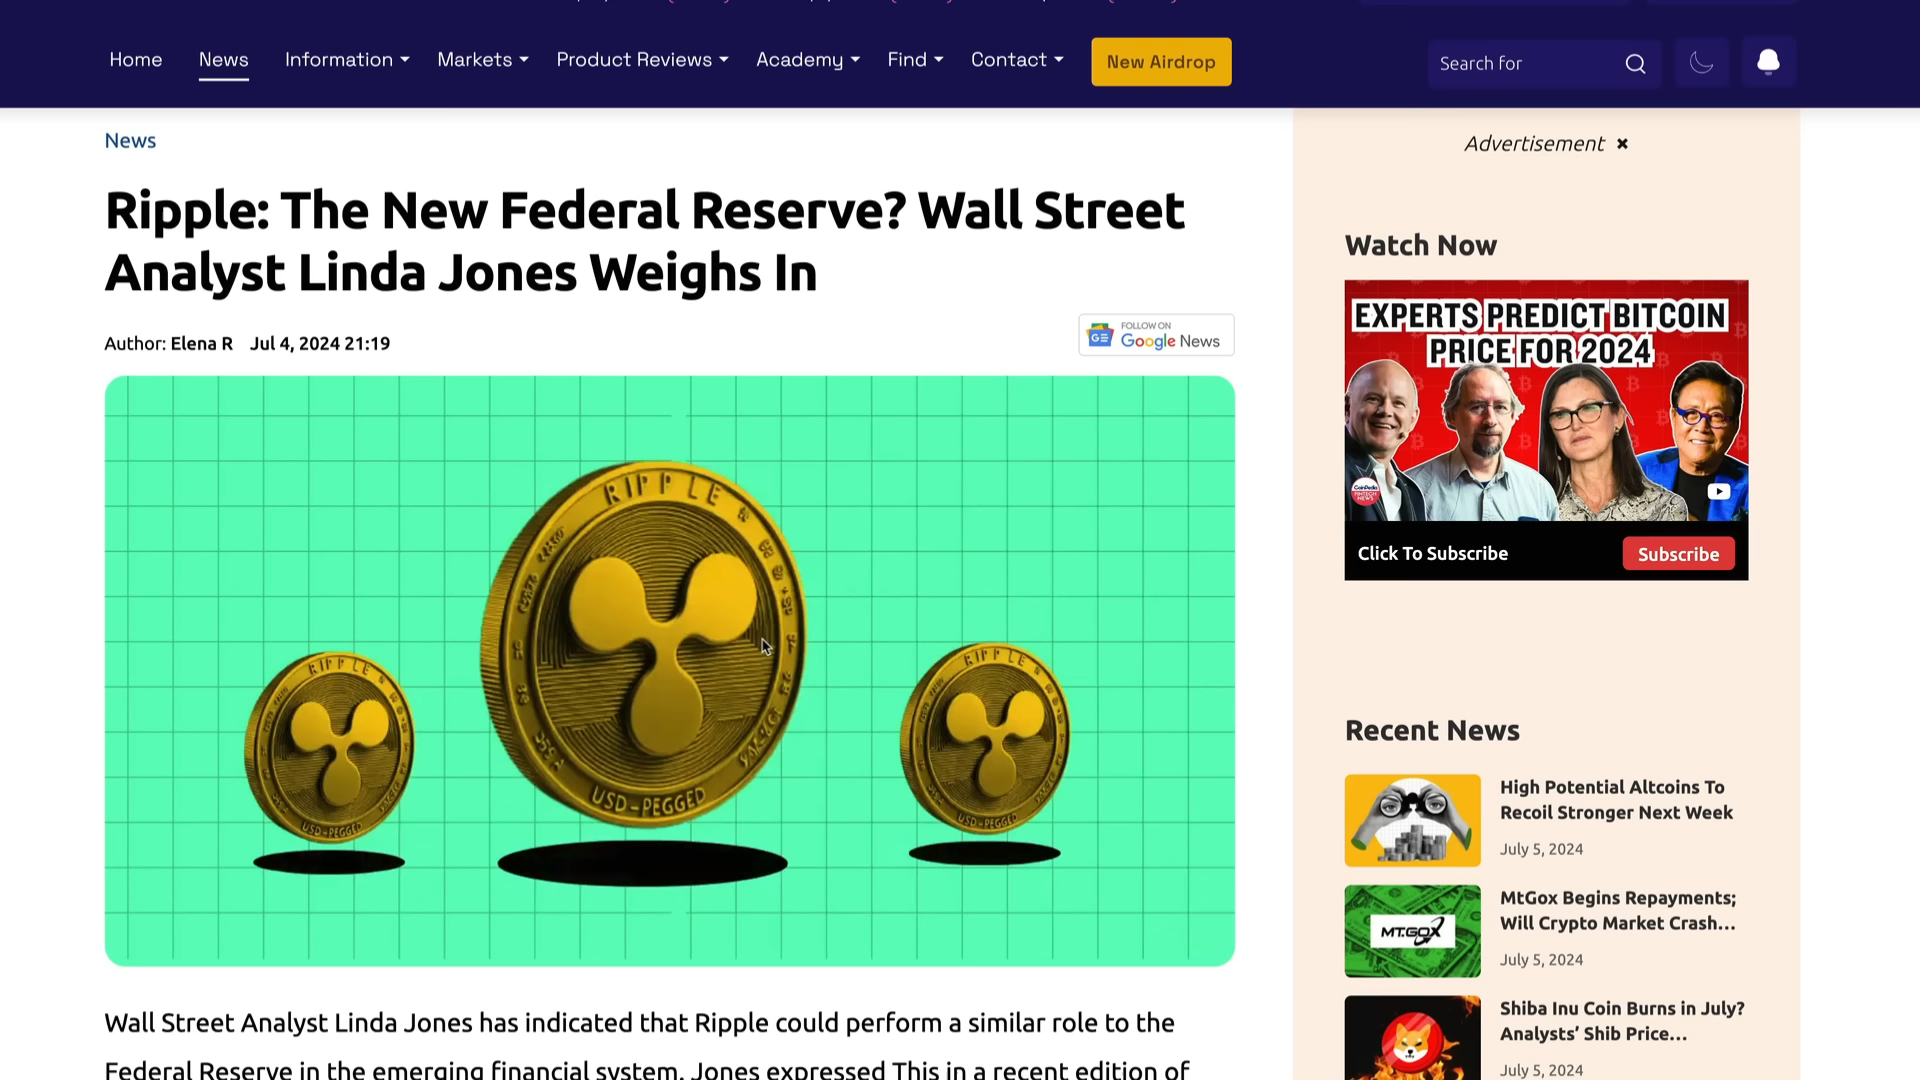 Home News Information Markets Product Reviews Academy Find Contact New Airdrop Search for
News
Ripple: The New Federal Reserve? Wall Street
Analyst Linda Jones Weighs In
Author: Elena R Jul 4, 2024 21:19
FOLLOW ON
Google News
RIPPLE
USD-PEGGED
RIPPLE
USD-PEGGED
RIPPLE
USD-PEGGED
Wall Street Analyst Linda Jones has indicated that Ripple could perform a similar role to the
Federal Reserve in the emerging financial system. Jones expressed This in a recent edition of
Advertisement
Watch Now
EXPERTS PREDICT BITCOIN
PRICE FOR 2024
CoinPedia
FINTECH
NEWS
Click To Subscribe Subscribe
Recent News
High Potential Altcoins To
Recoil Stronger Next Week
July 5, 2024
MT.GOX
MtGox Begins Repayments;
Will Crypto Market Crash...
July 5, 2024
Shiba Inu Coin Burns in July?
Analysts’ Shib Price...
July 5, 2024